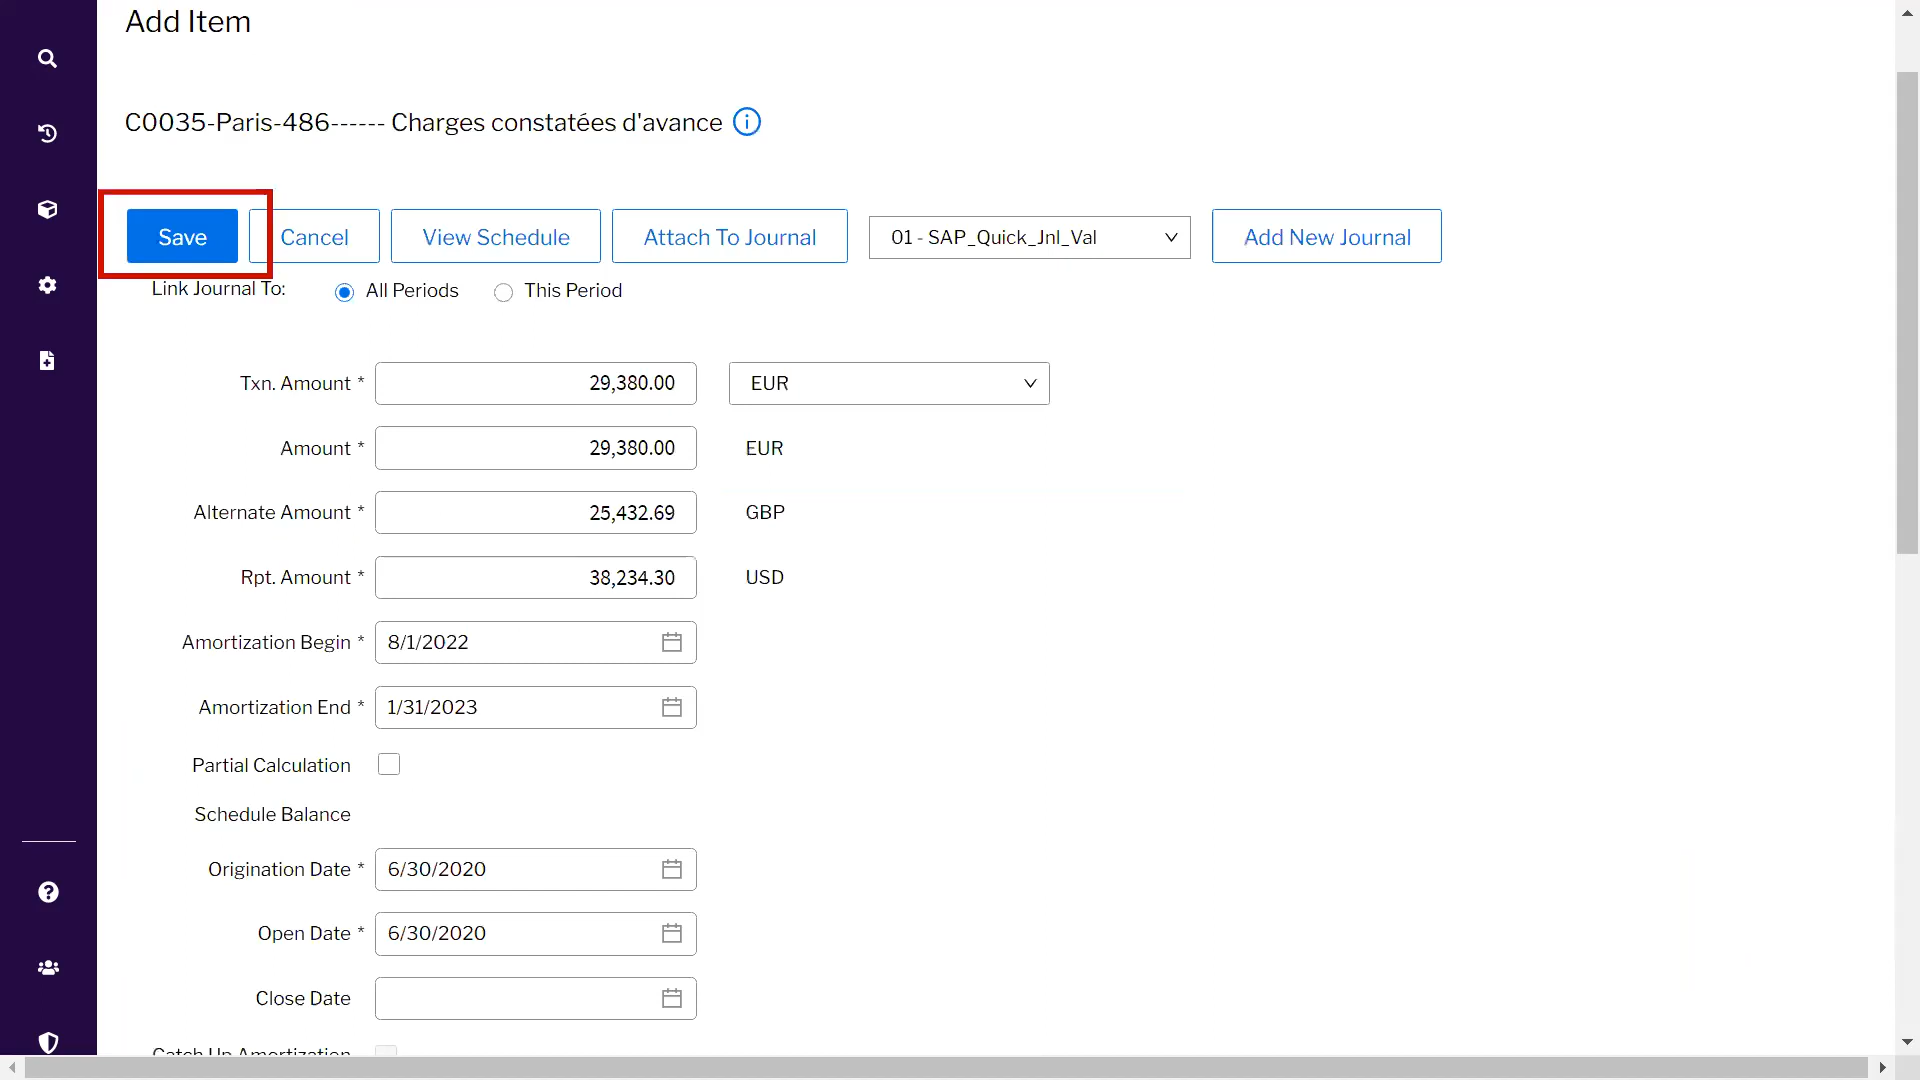 Add Item
C0035-Paris-486------ Charges constatées d'avance
Save Cancel View Schedule Attach To Journal 01 - SAP_Quick_Jnl_Val Add New Journal
Link Journal To: All Periods This Period
Txn. Amount * 29,380.00 EUR
Amount * 29,380.00 EUR
Alternate Amount * 25,432.69 GBP
Rpt. Amount * 38,234.30 USD
Amortization Begin * 8/1/2022
Amortization End * 1/31/2023
Partial Calculation
Schedule Balance
Origination Date * 6/30/2020
Open Date * 6/30/2020
Close Date
Catch Up Amortization